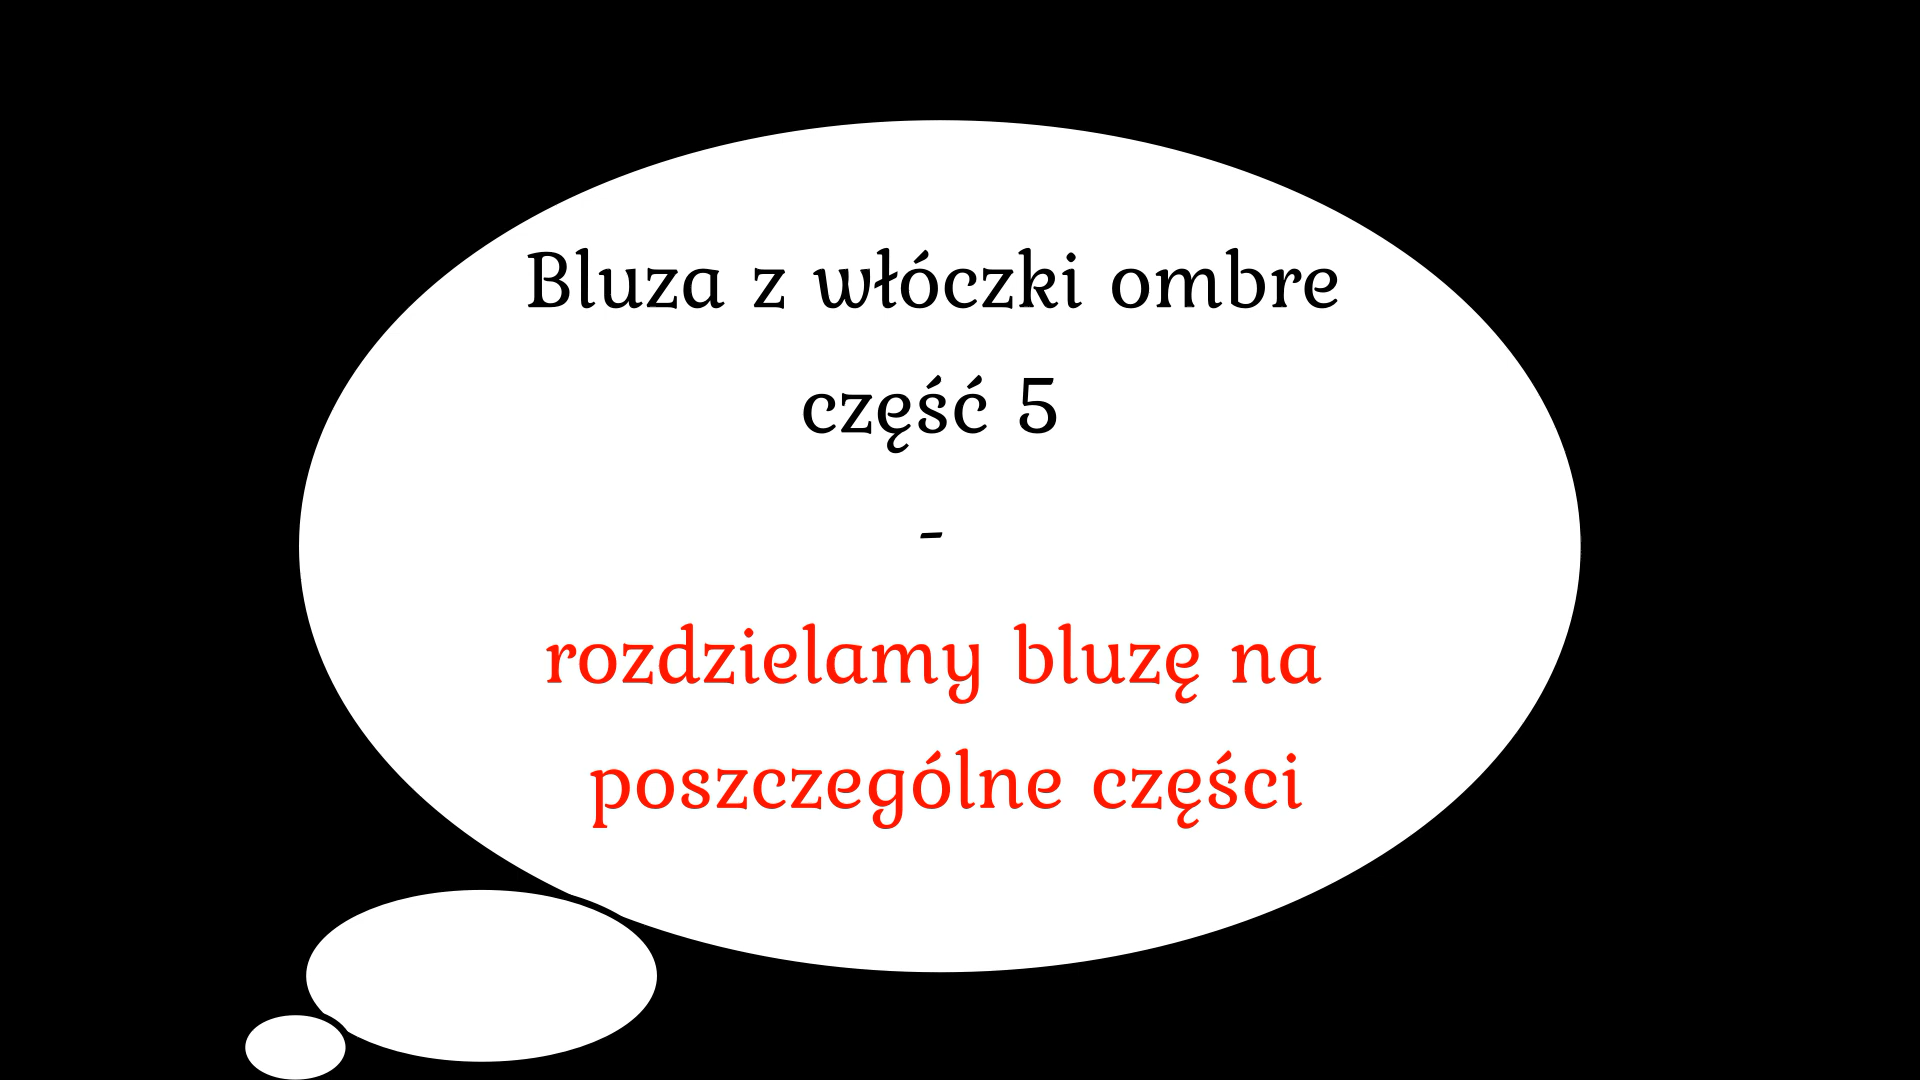 Bluza z włóczki ombre
część 5
-
rozdzielamy bluzę na
poszczególne części